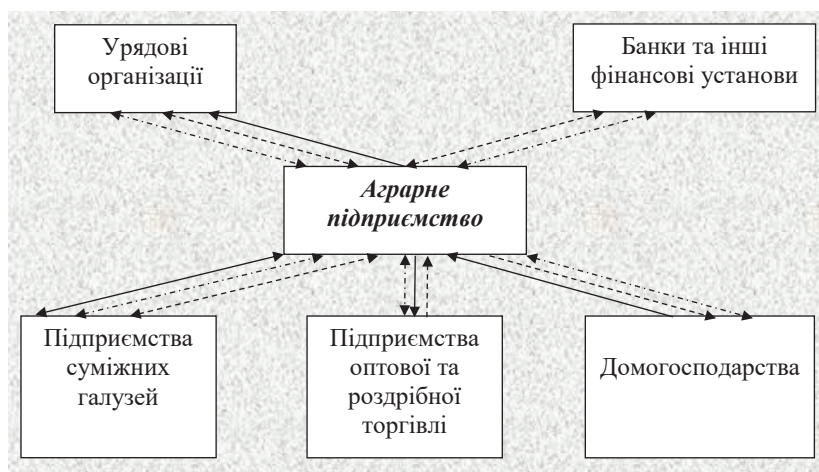 Урядові
організації
Банки та інші
фінансові установи
Аграрне
підприємство
Підприємства
суміжних
галузей
Підприємства
оптової та
роздрібної
торгівлі
Домогосподарства